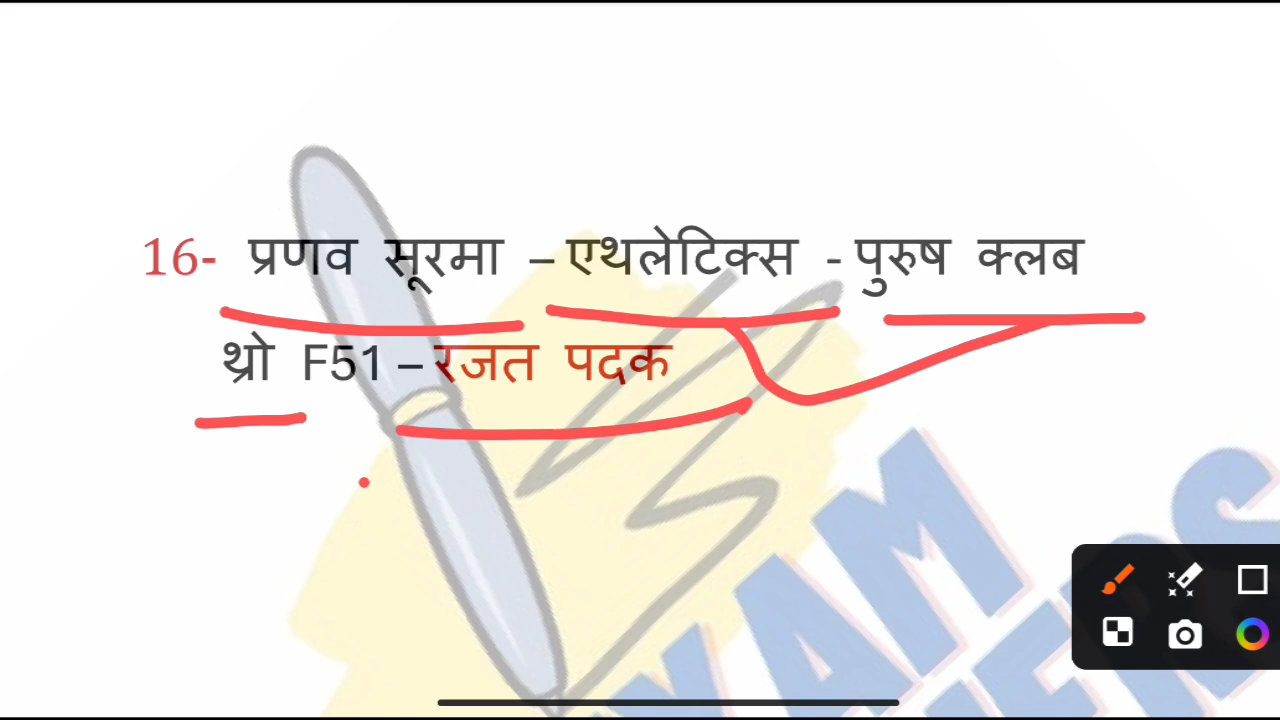 16- प्रणव सूरमा – एथलेटिक्स - पुरुष क्लब
थ्रो F51 – रजत पदक